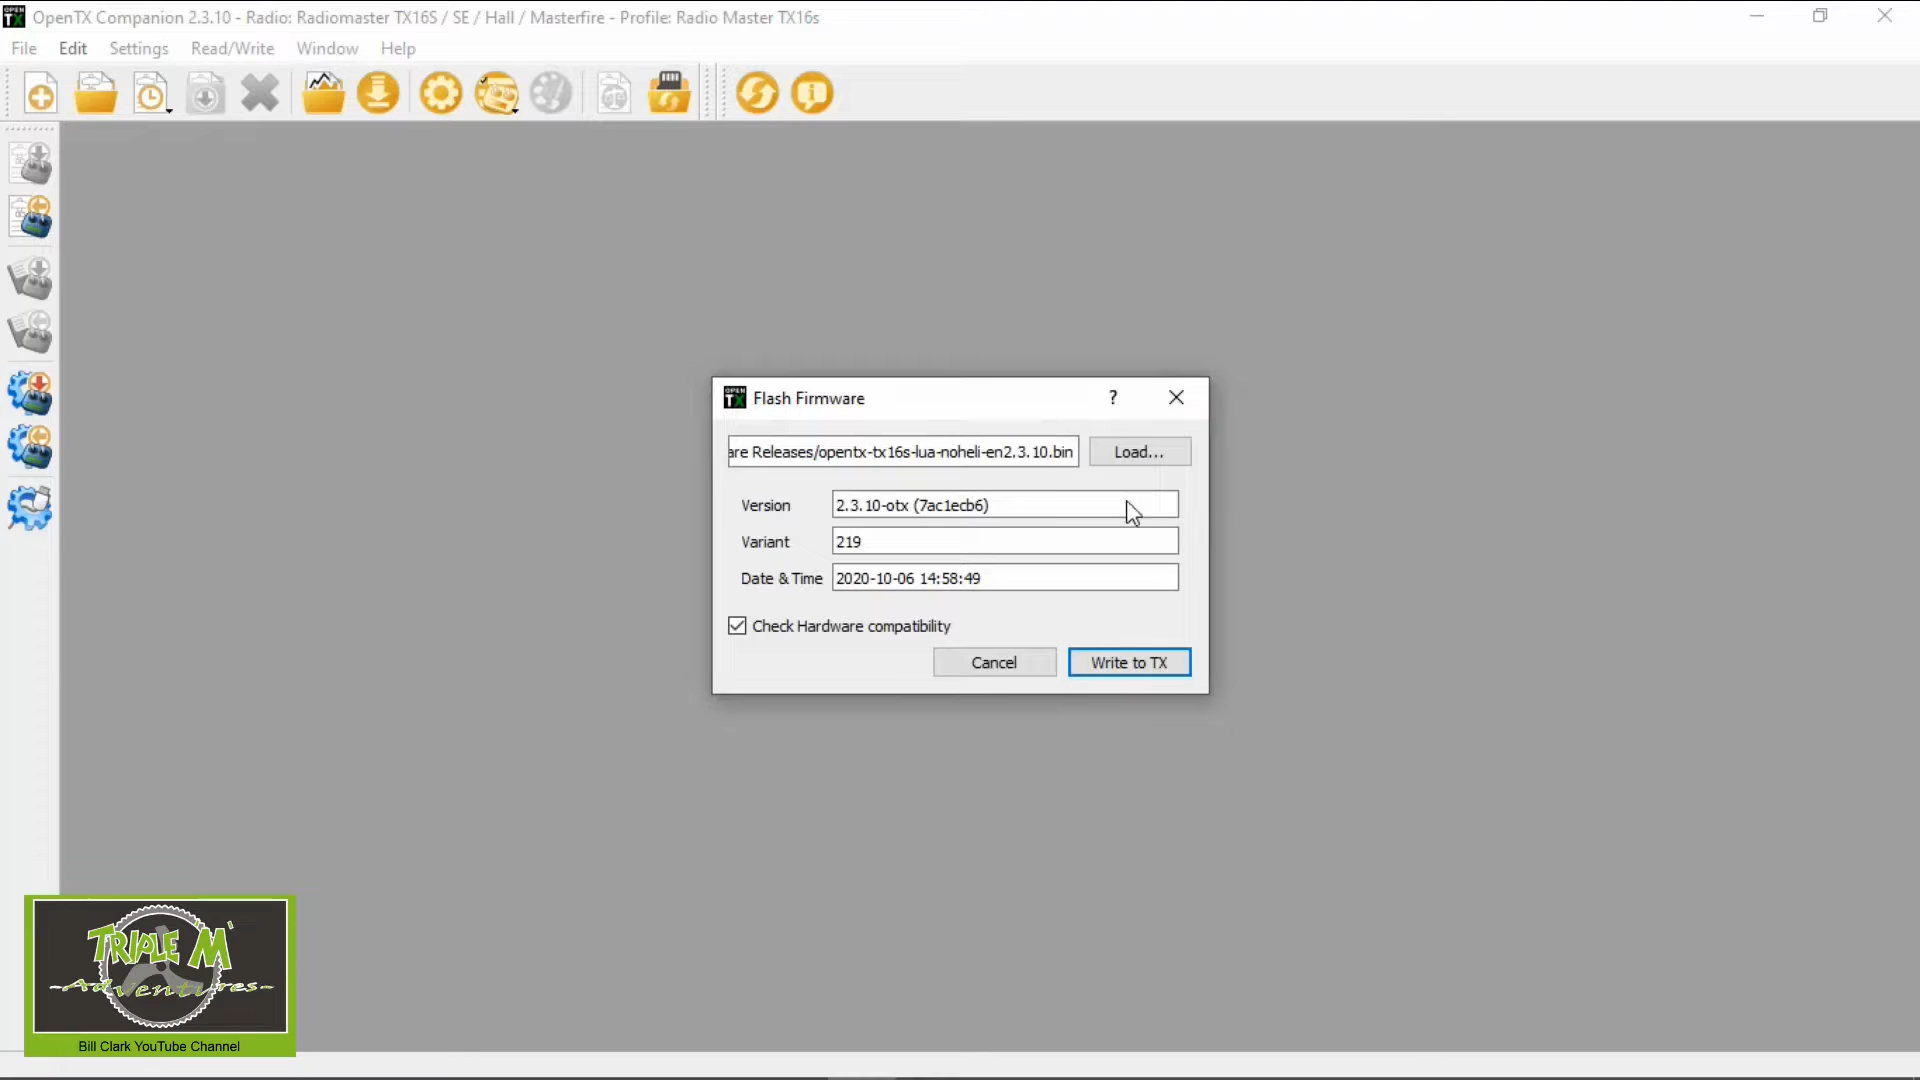 OpenTX Companion 2.3.10 - Radio: Radiomaster TX16S / SE / Hall / Masterfire - Profile: Radio Master TX16s
File Edit Settings Read/Write Window Help
OPEN TX Flash Firmware ?
are Releases/opentx-tx16s-lua-noheli-en2.3.10.bin Load...
Version 2.3.10-otx (7ac1ecb6)
Variant 219
Date & Time 2020-10-06 14:58:49
Check Hardware compatibility
Cancel Write to TX
TRIPLE M
-Adventures-
Bill Clark YouTube Channel